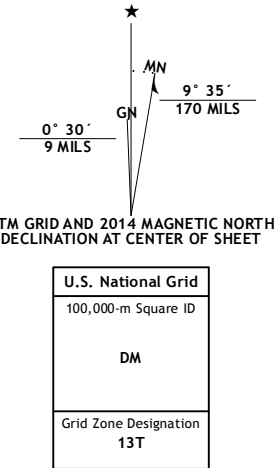 ★
MN
GN
9° 35´
170 MILS
0° 30´
9 MILS
TM GRID AND 2014 MAGNETIC NORTH
DECLINATION AT CENTER OF SHEET
U.S. National Grid
100,000-m Square ID
DM
Grid Zone Designation
13T